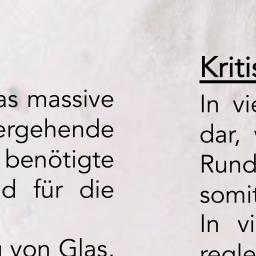 as massive
ergehende
benötigte
d für die
von Glas,
Kritis
In vie
dar,
Rund
somit
In vi
regle